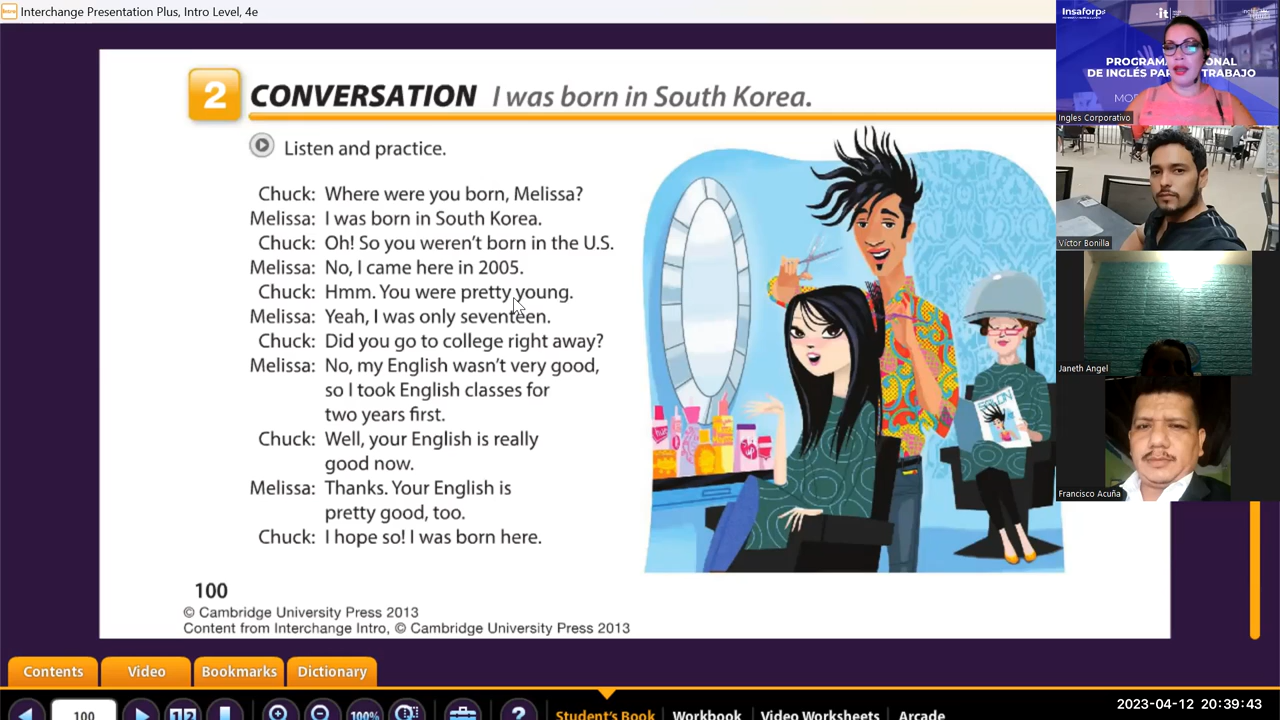 Interchange Presentation Plus, Intro Level, 4e
2 CONVERSATION I was born in South Korea.
Listen and practice.
Chuck: Where were you born, Melissa?
Melissa: I was born in South Korea.
Chuck: Oh! So you weren't born in the U.S.
Melissa: No, I came here in 2005.
Chuck: Hmm. You were pretty young.
Melissa: Yeah, I was only seventeen.
Chuck: Did you go to college right away?
Melissa: No, my English wasn't very good,
so I took English classes for
two years first.
Chuck: Well, your English is really
good now.
Melissa: Thanks. Your English is
pretty good, too.
Chuck: I hope so! I was born here.
SALON
100
© Cambridge University Press 2013
Content from Interchange Intro, © Cambridge University Press 2013
Insaforp
it
PROGRAMA ONAL
DE INGLÉS PAR TRABAJO
Ingles Corporativo
Víctor Bonilla
Janeth Angel
Francisco Acuña
Contents Video Bookmarks Dictionary
100 1 2 100% ? Student's Book Workbook Video Worksheets Arcade
2023-04-12 20:39:43